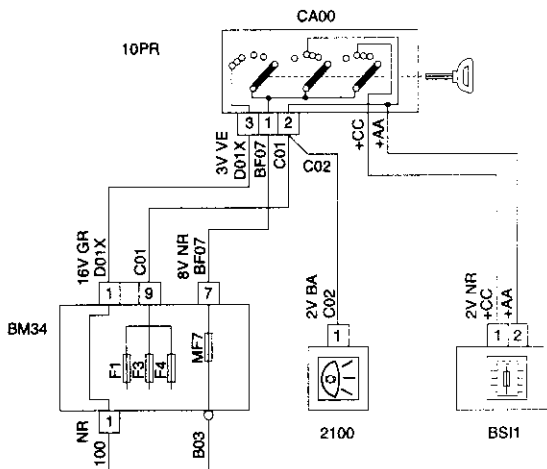 CA00
10PR
3 1 2
3V VE
D01X
BF07
C01
C02
+CC
+AA
16V GR
D01X
C01
8V NR
BF07
2V BA
C02
2V NR
+CC
+AA
1 9 7
1
1 2
BM34
F1
F3
F4
MF7
2100
BSI1
1
NR
100
B03